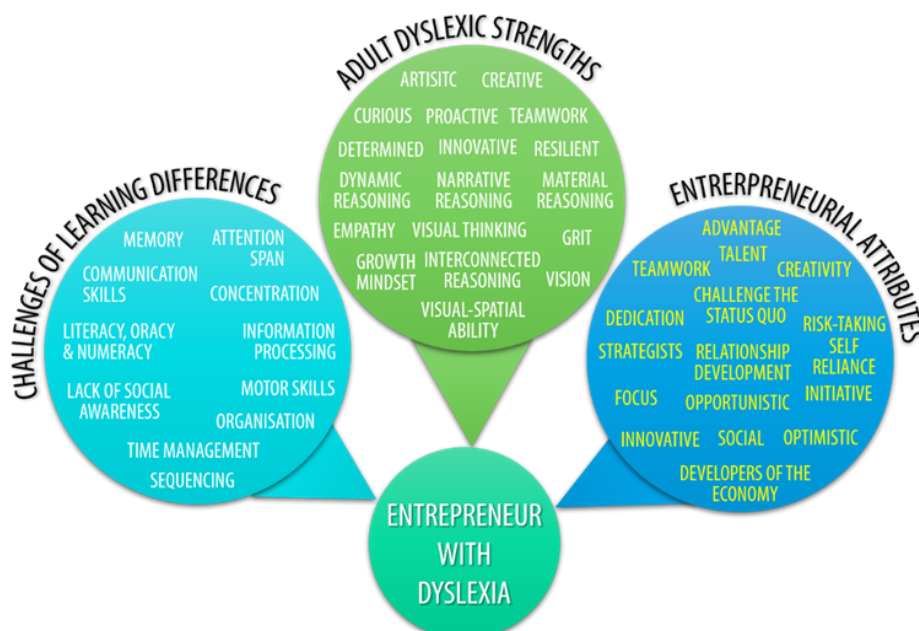 ADULT DYSLEXIC STRENGTHS
ARTISITC CREATIVE
CURIOUS PROACTIVE TEAMWORK
DETERMINED INNOVATIVE RESILIENT
DYNAMIC
REASONING
NARRATIVE
REASONING
MATERIAL
REASONING
EMPATHY VISUAL THINKING GRIT
GROWTH
MINDSET
INTERCONNECTED
REASONING
VISION
VISUAL-SPATIAL
ABILITY
CHALLENGES OF LEARNING DIFFERENCES
MEMORY
ATTENTION
SPAN
COMMUNICATION
SKILLS
CONCENTRATION
LITERACY, ORACY
& NUMERACY
INFORMATION
PROCESSING
LACK OF SOCIAL
AWARENESS
MOTOR SKILLS
ORGANISATION
TIME MANAGEMENT
SEQUENCING
ENTRERPRENEURIAL ATTRIBUTES
ADVANTAGE
TALENT
TEAMWORK
CREATIVITY
CHALLENGE THE
STATUS QUO
DEDICATION
RISK-TAKING
SELF
RELIANCE
STRATEGISTS
RELATIONSHIP
DEVELOPMENT
INITIATIVE
FOCUS
OPPORTUNISTIC
INNOVATIVE SOCIAL OPTIMISTIC
DEVELOPERS OF THE
ECONOMY
ENTREPRENEUR
WITH
DYSLEXIA